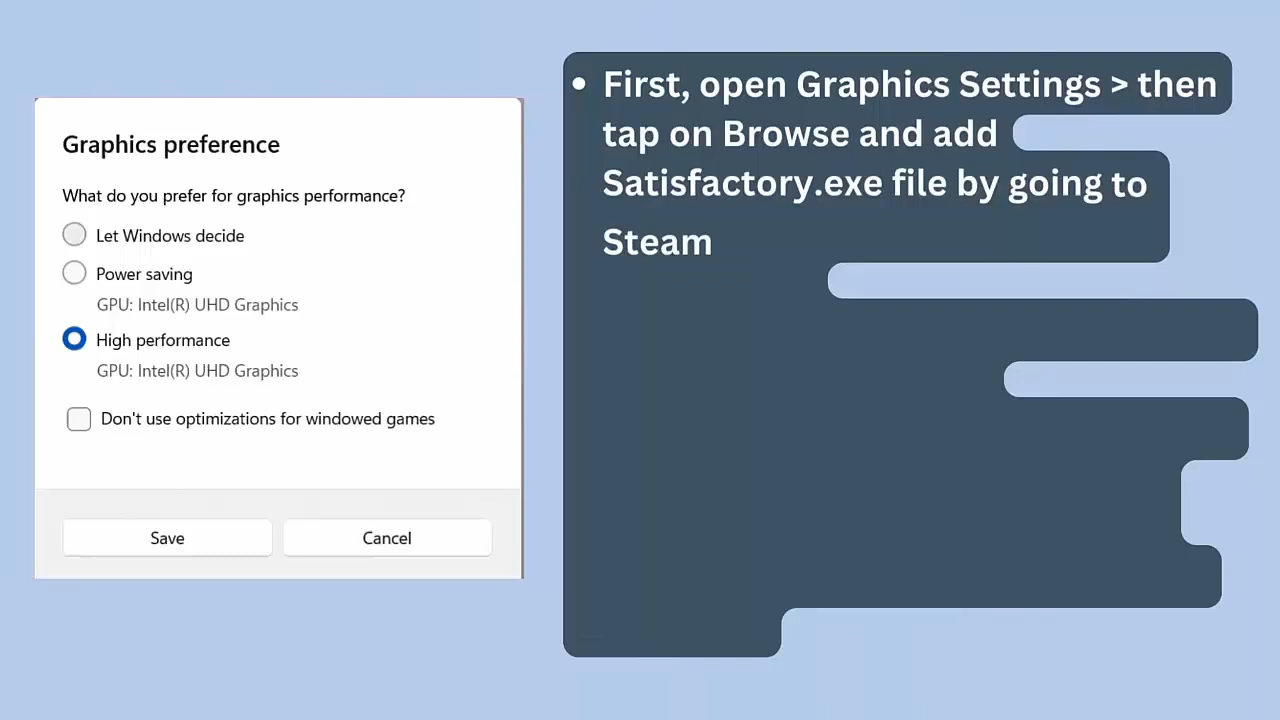 Graphics preference
What do you prefer for graphics performance?
Let Windows decide
Power saving
GPU: Intel(R) UHD Graphics
High performance
GPU: Intel(R) UHD Graphics
Don't use optimizations for windowed games
Save
Cancel
• First, open Graphics Settings > then
tap on Browse and add
Satisfactory.exe file by going to
Steam